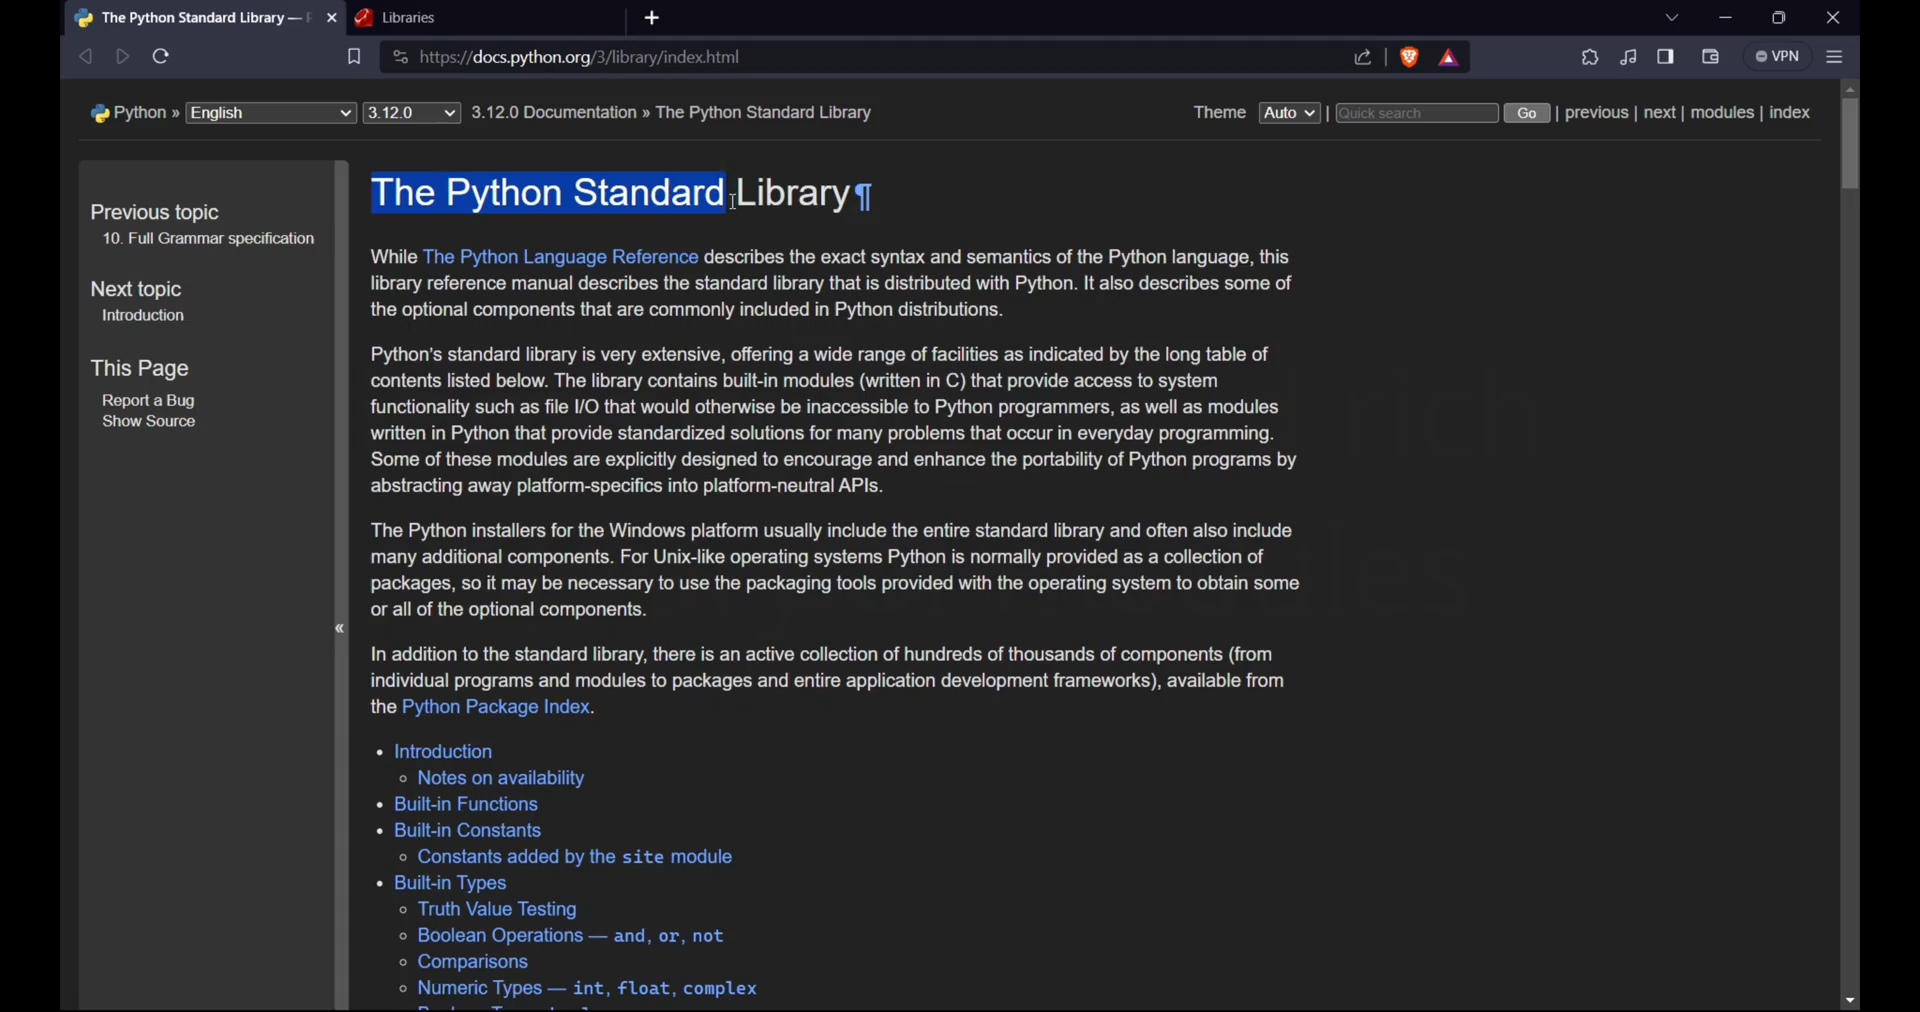 The Python Standard Library —
Libraries
https://docs.python.org/3/library/index.html
VPN
Python » English 3.12.0 3.12.0 Documentation » The Python Standard Library
Theme Auto | Quick search Go | previous | next | modules | index
Previous topic
10. Full Grammar specification
Next topic
Introduction
This Page
Report a Bug
Show Source
«
The Python Standard Library¶
While The Python Language Reference describes the exact syntax and semantics of the Python language, this
library reference manual describes the standard library that is distributed with Python. It also describes some of
the optional components that are commonly included in Python distributions.
Python's standard library is very extensive, offering a wide range of facilities as indicated by the long table of
contents listed below. The library contains built-in modules (written in C) that provide access to system
functionality such as file I/O that would otherwise be inaccessible to Python programmers, as well as modules
written in Python that provide standardized solutions for many problems that occur in everyday programming.
Some of these modules are explicitly designed to encourage and enhance the portability of Python programs by
abstracting away platform-specifics into platform-neutral APIs.
The Python installers for the Windows platform usually include the entire standard library and often also include
many additional components. For Unix-like operating systems Python is normally provided as a collection of
packages, so it may be necessary to use the packaging tools provided with the operating system to obtain some
or all of the optional components.
In addition to the standard library, there is an active collection of hundreds of thousands of components (from
individual programs and modules to packages and entire application development frameworks), available from
the Python Package Index.
• Introduction
◦ Notes on availability
• Built-in Functions
• Built-in Constants
◦ Constants added by the site module
• Built-in Types
◦ Truth Value Testing
◦ Boolean Operations — and, or, not
◦ Comparisons
◦ Numeric Types — int, float, complex